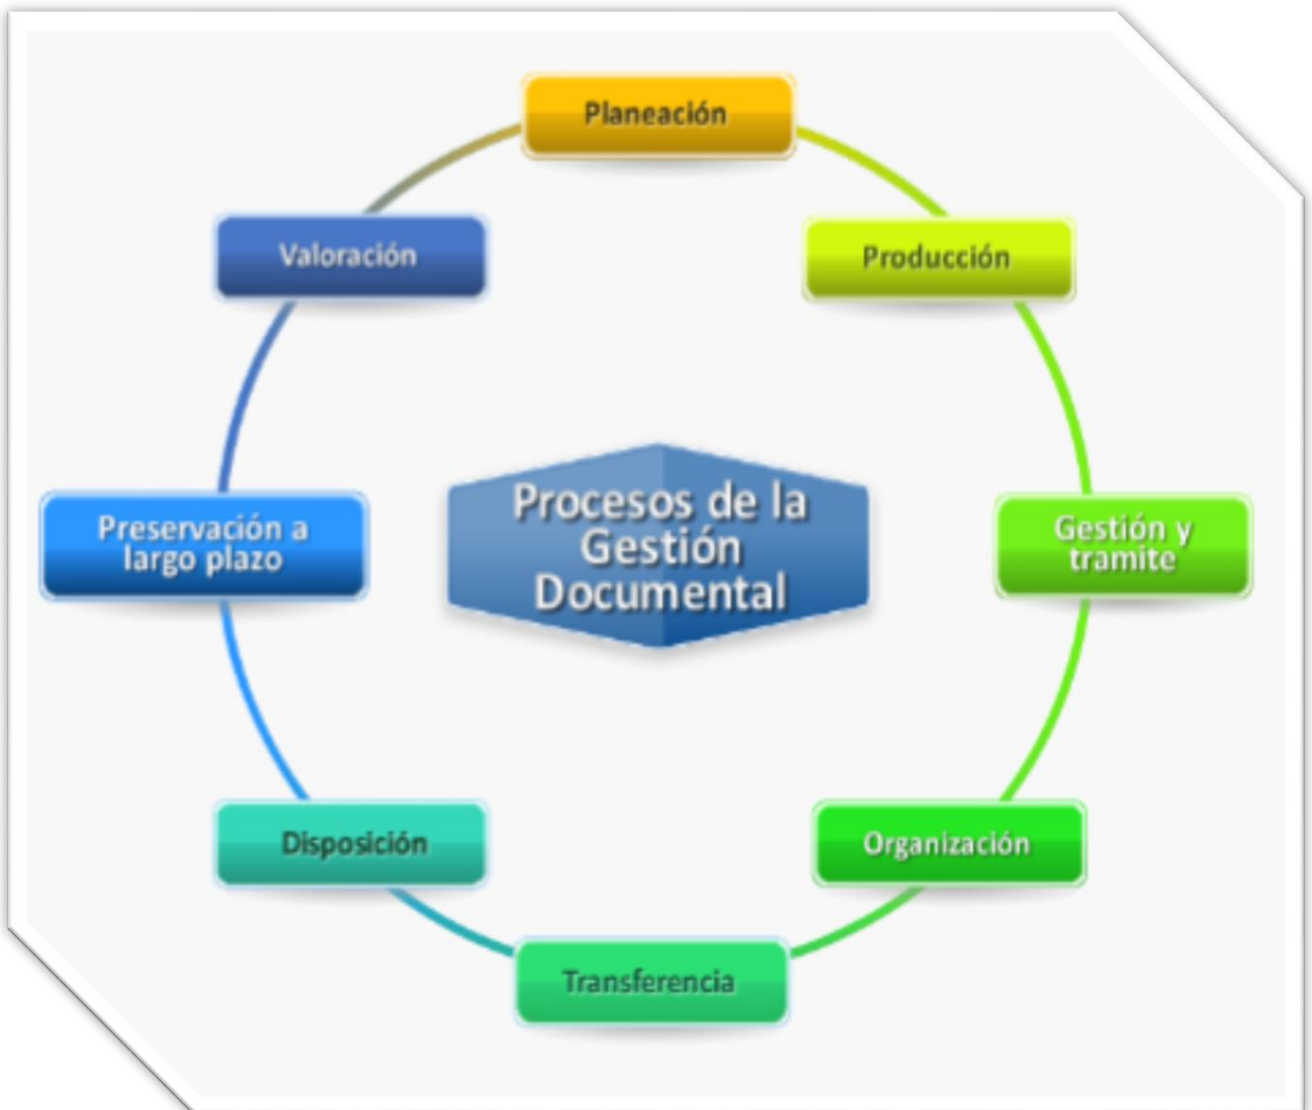 Planeación
Valoración
Producción
Procesos de la
Gestión
Documental
Preservación a
largo plazo
Gestión y
tramite
Disposición
Organización
Transferencia